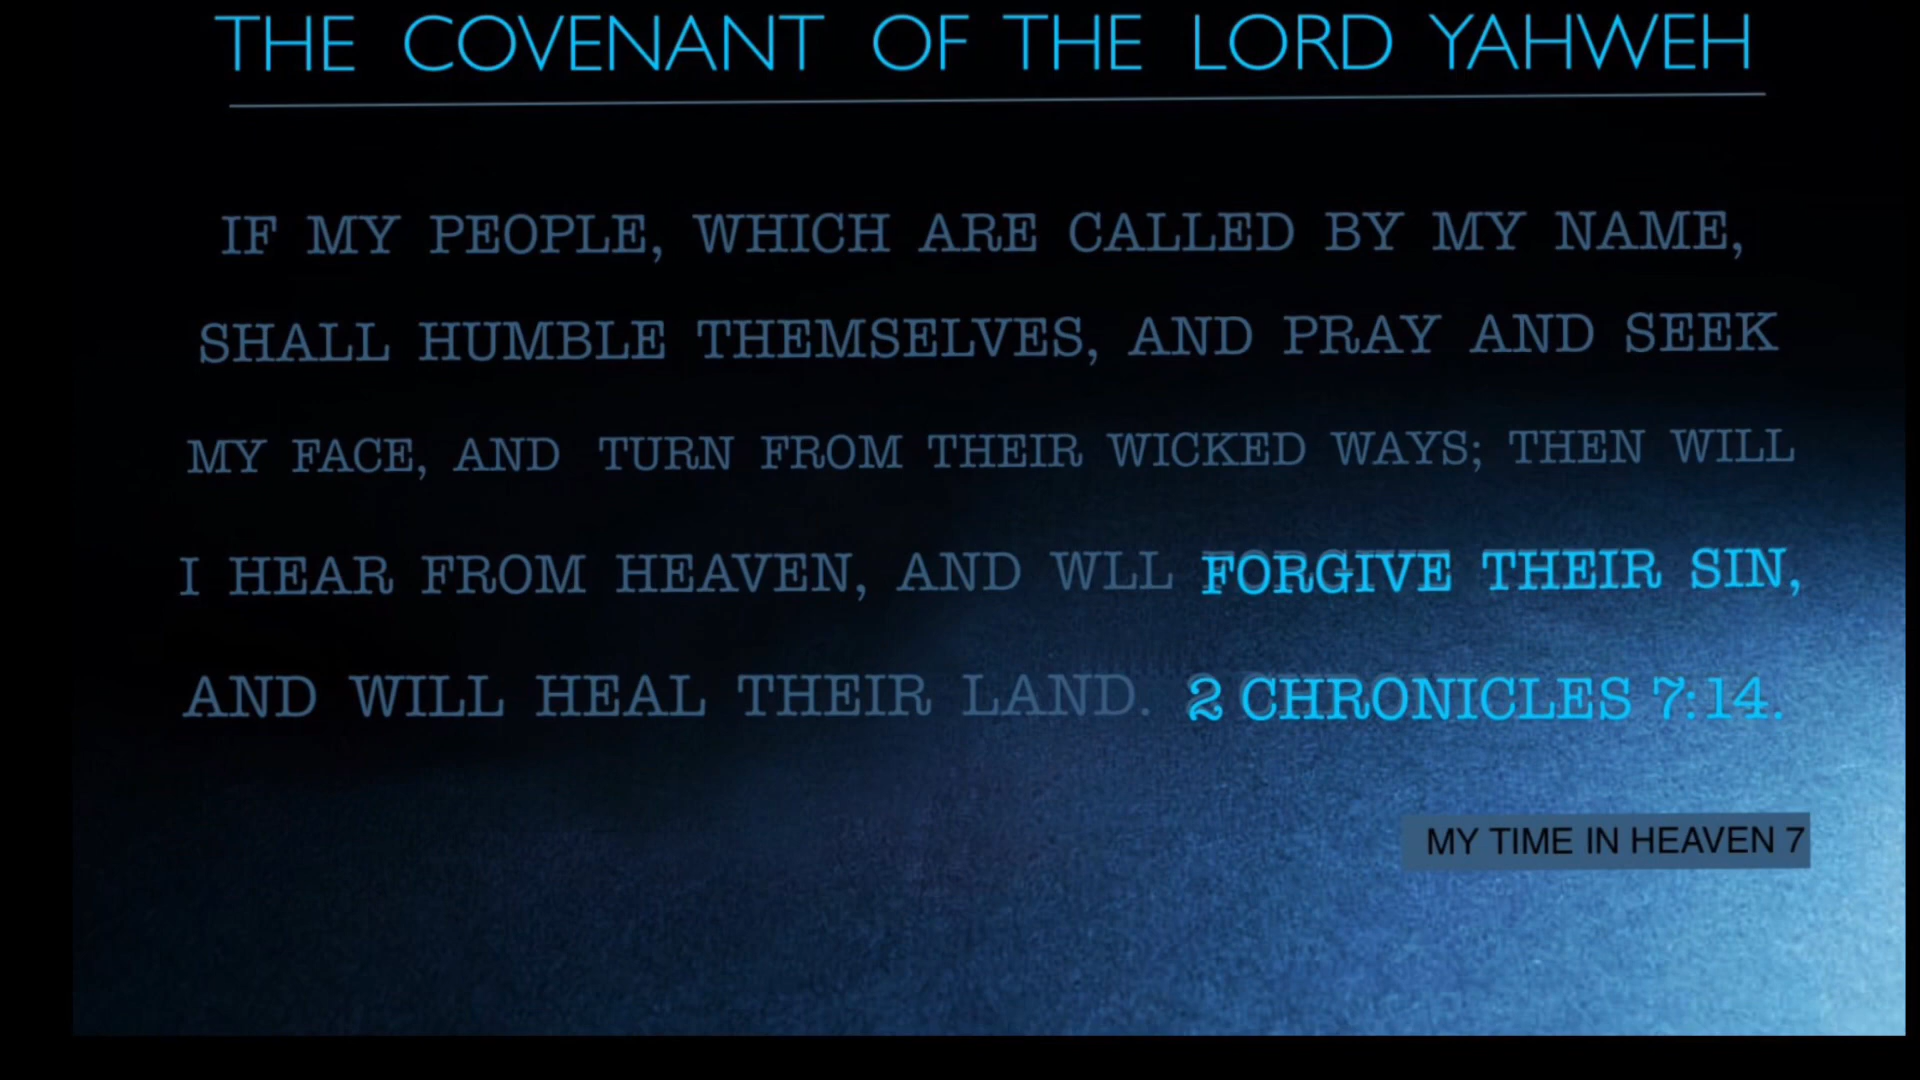 THE COVENANT OF THE LORD YAHWEH
IF MY PEOPLE, WHICH ARE CALLED BY MY NAME,
SHALL HUMBLE THEMSELVES, AND PRAY AND SEEK
MY FACE, AND TURN FROM THEIR WICKED WAYS; THEN WILL
I HEAR FROM HEAVEN, AND WLL FORGIVE THEIR SIN,
AND WILL HEAL THEIR LAND. 2 CHRONICLES 7:14.
MY TIME IN HEAVEN 7